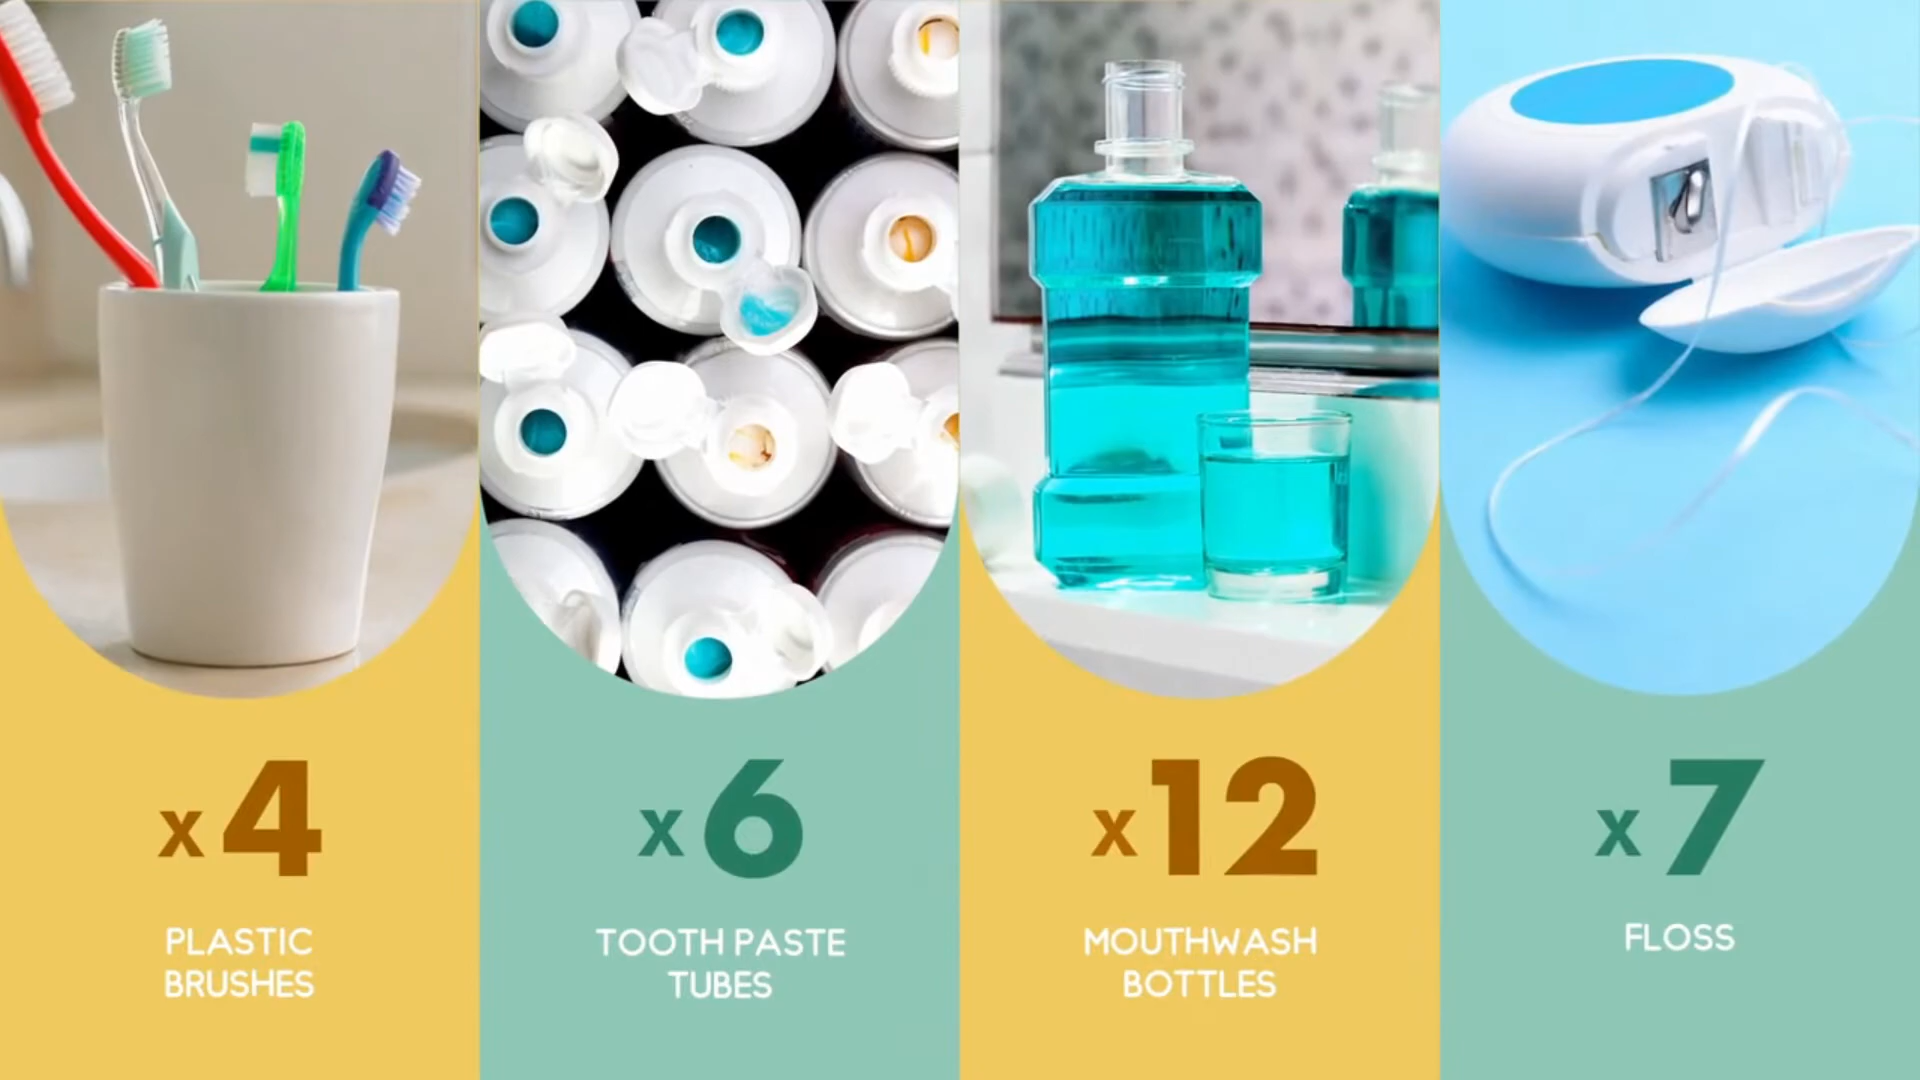 x4
PLASTIC
BRUSHES
x6
TOOTH PASTE
TUBES
x12
MOUTHWASH
BOTTLES
x7
FLOSS